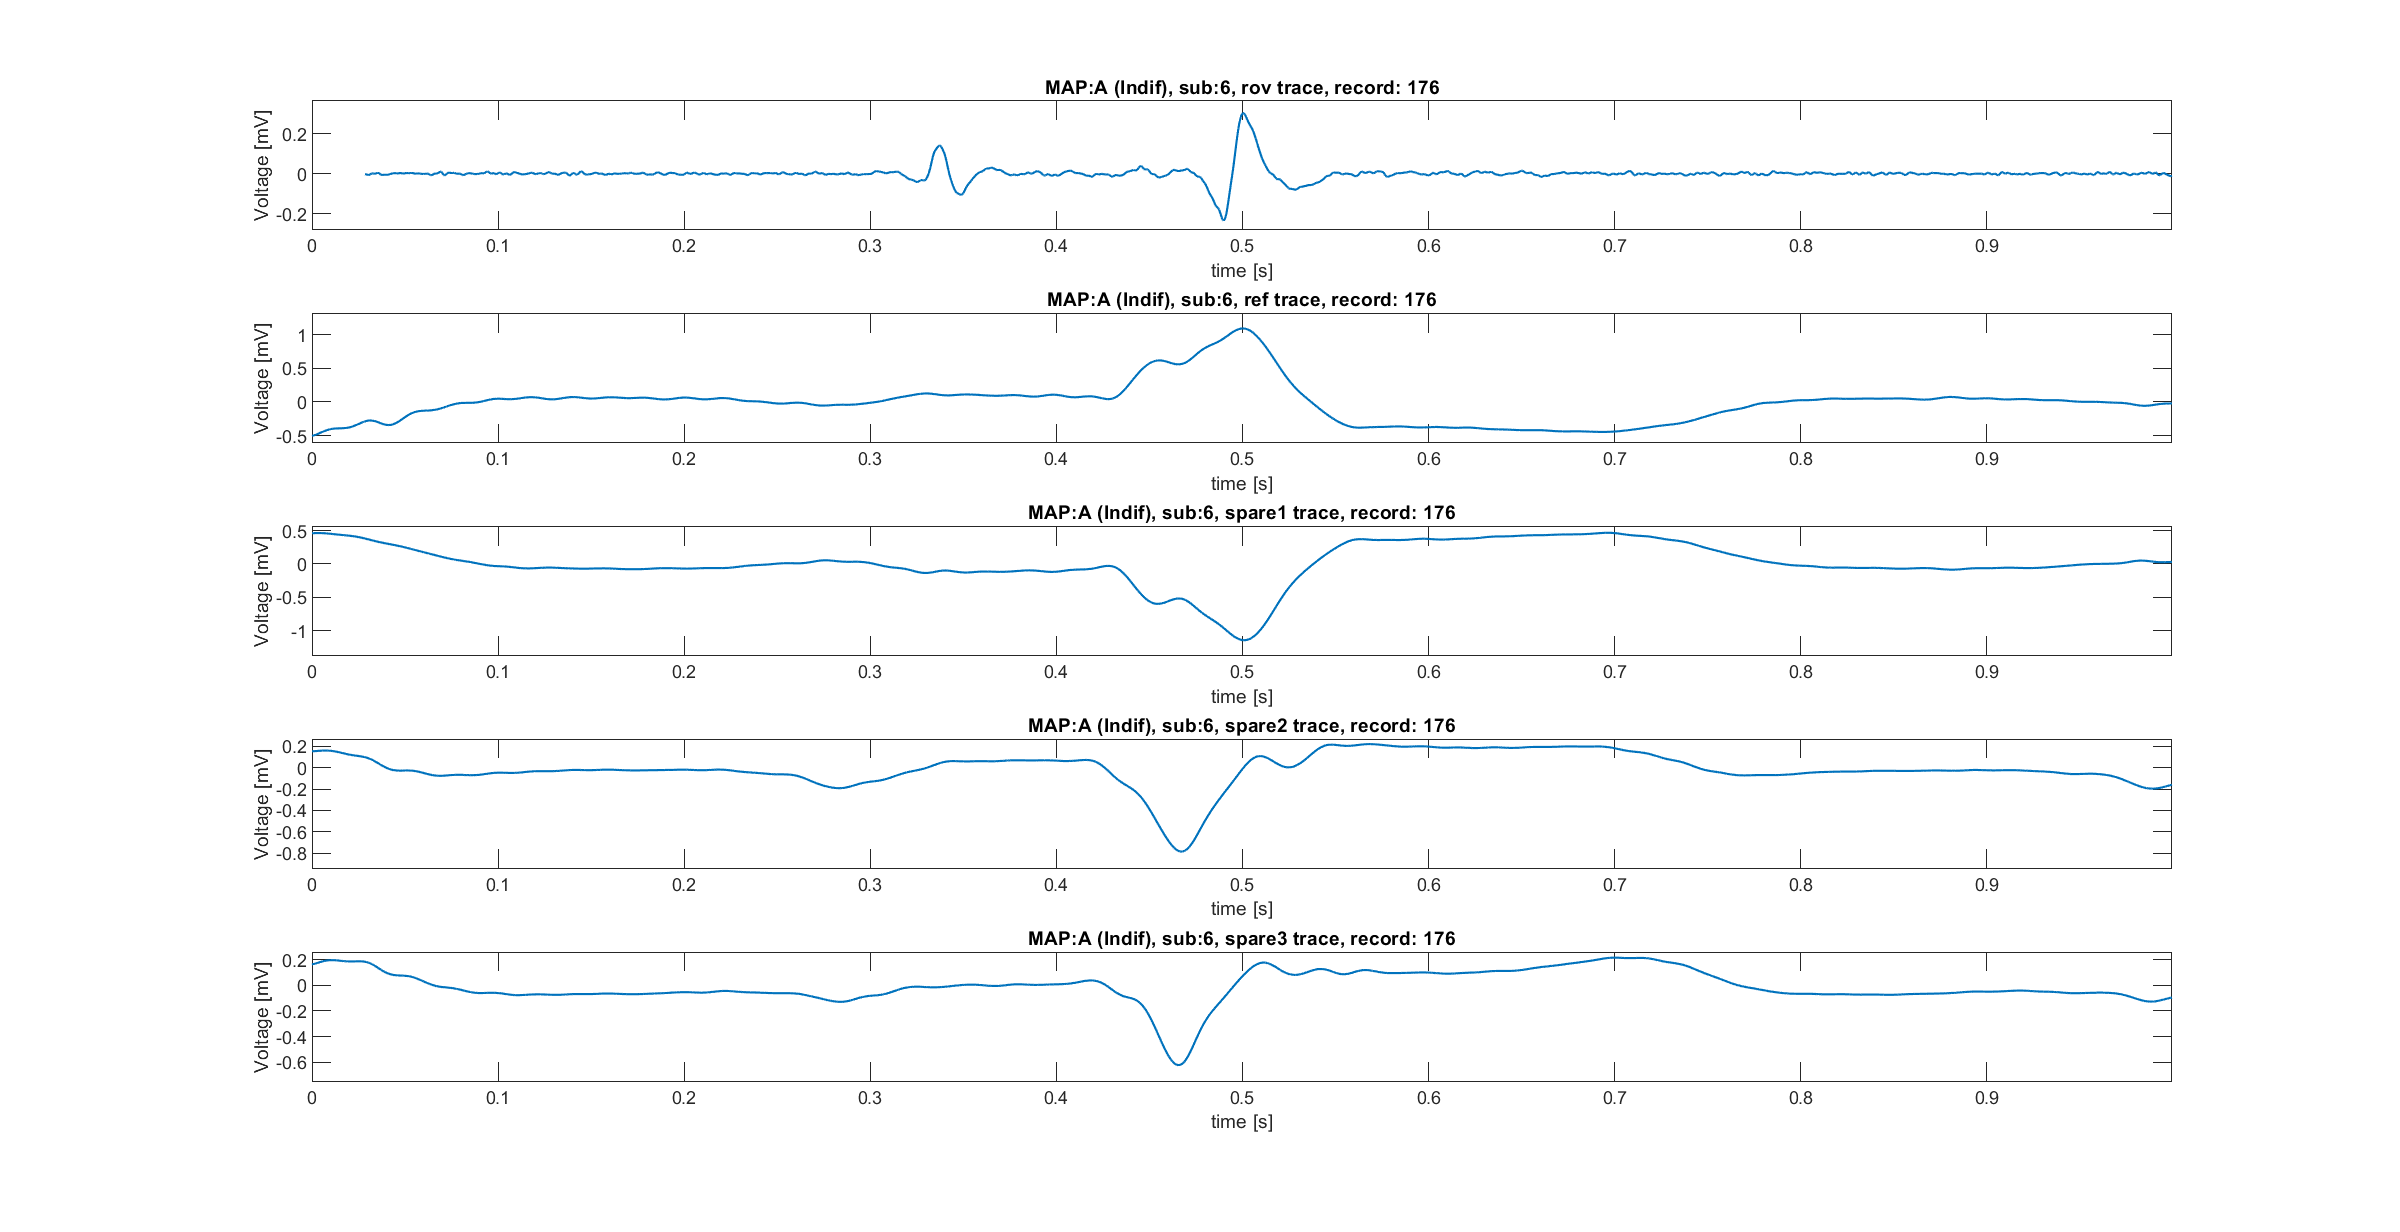 MAP:A (Indif), sub:6, rov trace, record: 176
Voltage [mV]
0.2
0
-0.2
0 0.1 0.2 0.3 0.4 0.5 0.6 0.7 0.8 0.9
time [s]
MAP:A (Indif), sub:6, ref trace, record: 176
Voltage [mV]
1
0.5
0
-0.5
0 0.1 0.2 0.3 0.4 0.5 0.6 0.7 0.8 0.9
time [s]
MAP:A (Indif), sub:6, spare1 trace, record: 176
Voltage [mV]
0.5
0
-0.5
-1
0 0.1 0.2 0.3 0.4 0.5 0.6 0.7 0.8 0.9
time [s]
MAP:A (Indif), sub:6, spare2 trace, record: 176
Voltage [mV]
0.2
0
-0.2
-0.4
-0.6
-0.8
0 0.1 0.2 0.3 0.4 0.5 0.6 0.7 0.8 0.9
time [s]
MAP:A (Indif), sub:6, spare3 trace, record: 176
Voltage [mV]
0.2
0
-0.2
-0.4
-0.6
0 0.1 0.2 0.3 0.4 0.5 0.6 0.7 0.8 0.9
time [s]